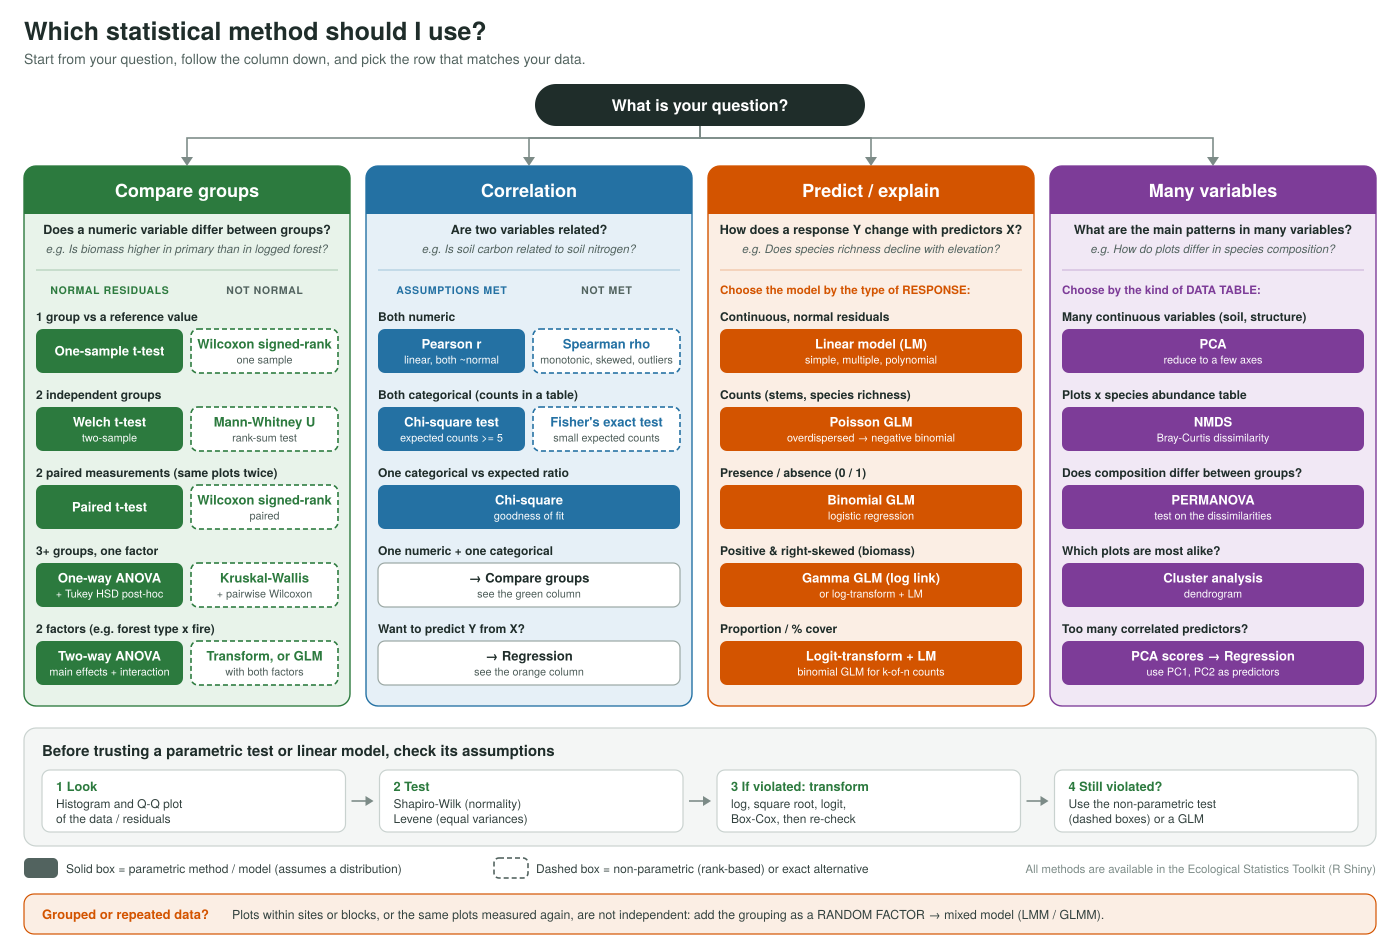 Which statistical method should I use?
Start from your question, follow the column down, and pick the row that matches your data.
What is your question?
Compare groups
Does a numeric variable differ between groups?
e.g. Is biomass higher in primary than in logged forest?
NORMAL RESIDUALS
NOT NORMAL
1 group vs a reference value
One-sample t-test
Wilcoxon signed-rank
one sample
2 independent groups
Welch t-test
two-sample
Mann-Whitney U
rank-sum test
2 paired measurements (same plots twice)
Paired t-test
Wilcoxon signed-rank
paired
3+ groups, one factor
One-way ANOVA
+ Tukey HSD post-hoc
Kruskal-Wallis
+ pairwise Wilcoxon
2 factors (e.g. forest type x fire)
Two-way ANOVA
main effects + interaction
Transform, or GLM
with both factors
Correlation
Are two variables related?
e.g. Is soil carbon related to soil nitrogen?
ASSUMPTIONS MET
NOT MET
Both numeric
Pearson r
linear, both ~normal
Spearman rho
monotonic, skewed, outliers
Both categorical (counts in a table)
Chi-square test
expected counts >= 5
Fisher's exact test
small expected counts
One categorical vs expected ratio
Chi-square
goodness of fit
One numeric + one categorical
→ Compare groups
see the green column
Want to predict Y from X?
→ Regression
see the orange column
Predict / explain
How does a response Y change with predictors X?
e.g. Does species richness decline with elevation?
Choose the model by the type of RESPONSE:
Continuous, normal residuals
Linear model (LM)
simple, multiple, polynomial
Counts (stems, species richness)
Poisson GLM
overdispersed → negative binomial
Presence / absence (0 / 1)
Binomial GLM
logistic regression
Positive & right-skewed (biomass)
Gamma GLM (log link)
or log-transform + LM
Proportion / % cover
Logit-transform + LM
binomial GLM for k-of-n counts
Many variables
What are the main patterns in many variables?
e.g. How do plots differ in species composition?
Choose by the kind of DATA TABLE:
Many continuous variables (soil, structure)
PCA
reduce to a few axes
Plots x species abundance table
NMDS
Bray-Curtis dissimilarity
Does composition differ between groups?
PERMANOVA
test on the dissimilarities
Which plots are most alike?
Cluster analysis
dendrogram
Too many correlated predictors?
PCA scores → Regression
use PC1, PC2 as predictors
Before trusting a parametric test or linear model, check its assumptions
1 Look
Histogram and Q-Q plot
of the data / residuals
2 Test
Shapiro-Wilk (normality)
Levene (equal variances)
3 If violated: transform
log, square root, logit,
Box-Cox, then re-check
4 Still violated?
Use the non-parametric test
(dashed boxes) or a GLM
Solid box = parametric method / model (assumes a distribution)
Dashed box = non-parametric (rank-based) or exact alternative
All methods are available in the Ecological Statistics Toolkit (R Shiny)
Grouped or repeated data?
Plots within sites or blocks, or the same plots measured again, are not independent: add the grouping as a RANDOM FACTOR → mixed model (LMM / GLMM).